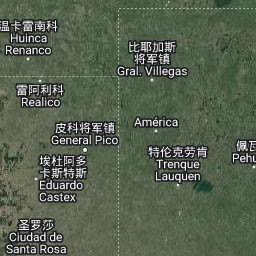 温卡雷南科
Huinca
Renanco
比耶加斯
将军镇
Gral. Villegas
雷阿利科
Realico
América
皮科将军镇
General Pico
特伦克劳肯
Trenque
Lauquen
埃杜阿多
卡斯特斯
Eduardo
Castex
圣罗莎
Ciudad de
Santa Rosa